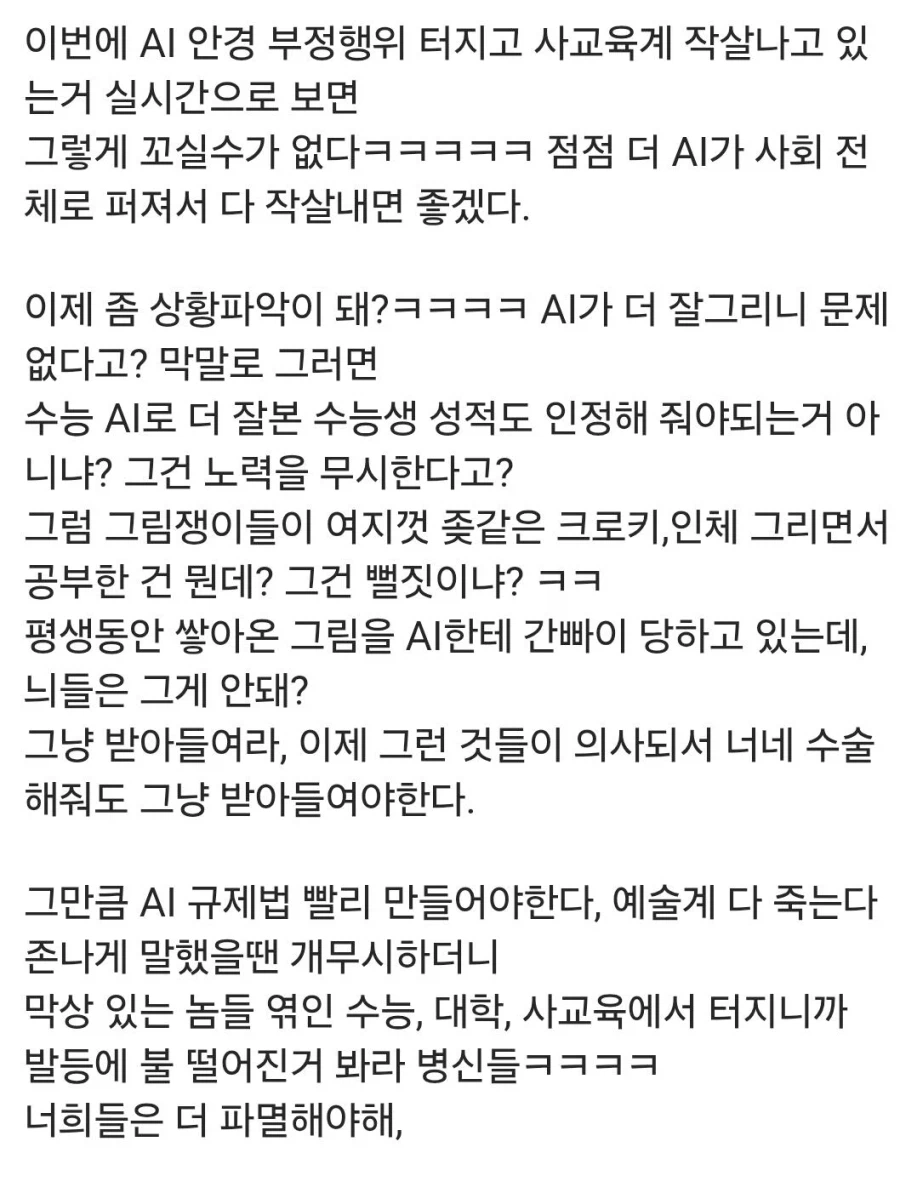 이번에 AI 안경 부정행위 터지고 사교육계 작살나고 있
는거 실시간으로 보면
그렇게 꼬실수가 없다ㅋㅋㅋㅋㅋ 점점 더 AI가 사회 전
체로 퍼져서 다 작살내면 좋겠다.
이제 좀 상황파악이 돼?ㅋㅋㅋㅋ AI가 더 잘그리니 문제
없다고? 막말로 그러면
수능 AI로 더 잘본 수능생 성적도 인정해 줘야되는거 아
니냐? 그건 노력을 무시한다고?
그럼 그림쟁이들이 여지껏 좆같은 크로키,인체 그리면서
공부한 건 뭔데? 그건 뻘짓이냐? ㅋㅋ
평생동안 쌓아온 그림을 AI한테 간빠이 당하고 있는데,
늬들은 그게 안돼?
그냥 받아들여라, 이제 그런 것들이 의사되서 너네 수술
해줘도 그냥 받아들여야한다.
그만큼 AI 규제법 빨리 만들어야한다, 예술계 다 죽는다
존나게 말했을땐 개무시하더니
막상 있는 놈들 엮인 수능, 대학, 사교육에서 터지니까
발등에 불 떨어진거 봐라 병신들ㅋㅋㅋㅋ
너희들은 더 파멸해야해,